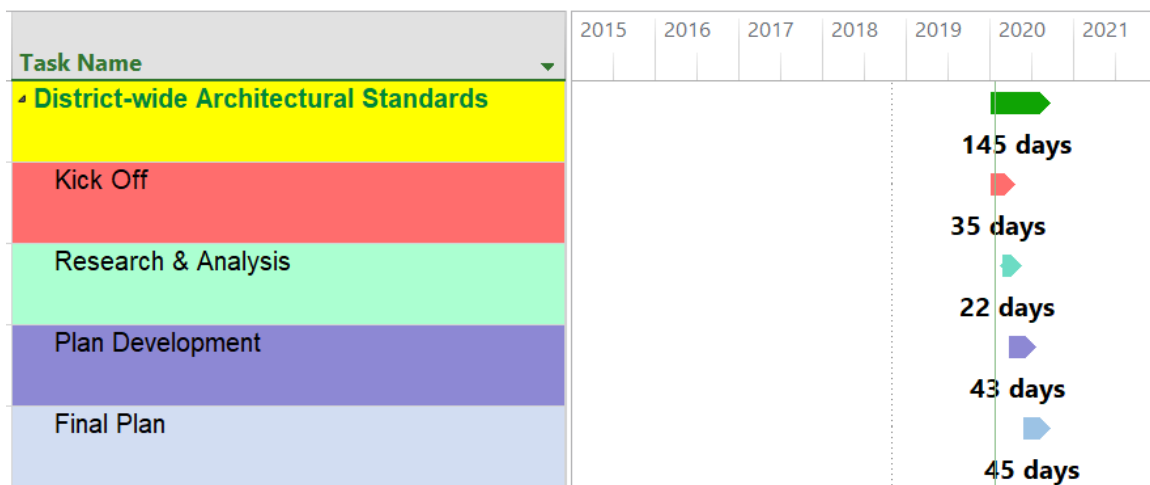 2015 2016 2017 2018 2019 2020 2021
Task Name
District-wide Architectural Standards
145 days
Kick Off
35 days
Research & Analysis
22 days
Plan Development
43 days
Final Plan
45 days